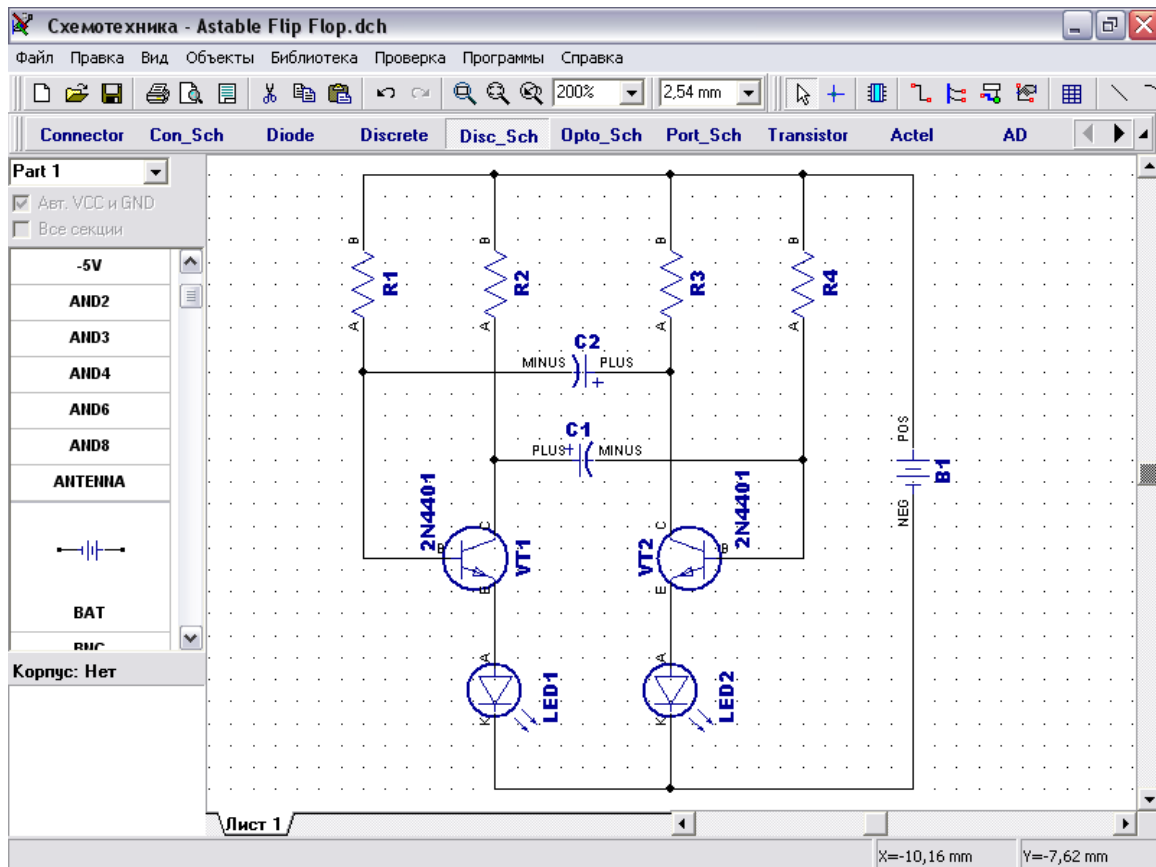 Схемотехника - Astable Flip Flop.dch
Файл Правка Вид Объекты Библиотека Проверка Программы Справка
200% 2,54 mm
Connector Con_Sch Diode Discrete Disc_Sch Opto_Sch Port_Sch Transistor Actel AD
Part 1
Авт. VCC и GND
Все секции
-5V
AND2
AND3
AND4
AND6
AND8
ANTENNA
BAT
BNC
Корпус: Нет
B B B B
R1 R2 R3 R4
A A A A
C2
MINUS PLUS
+
C1
PLUS + MINUS
POS
B1
NEG
2N4401 C C 2N4401
B VT1 VT2 B
E E
A A
LED1 LED2
K K
Лист 1
X=-10,16 mm Y=-7,62 mm